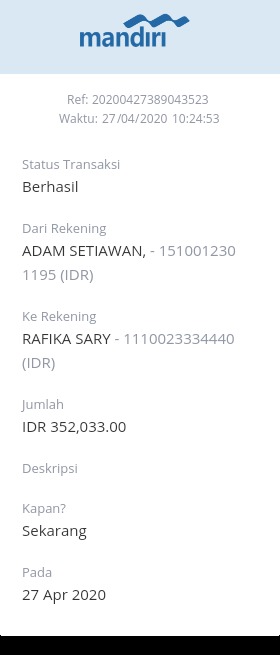 mandiri
Ref: 20200427389043523
Waktu: 27/04/2020 10:24:53
Status Transaksi
Berhasil
Dari Rekening
ADAM SETIAWAN, - 151001230
1195 (IDR)
Ke Rekening
RAFIKA SARY - 1110023334440
(IDR)
Jumlah
IDR 352,033.00
Deskripsi
Kapan?
Sekarang
Pada
27 Apr 2020